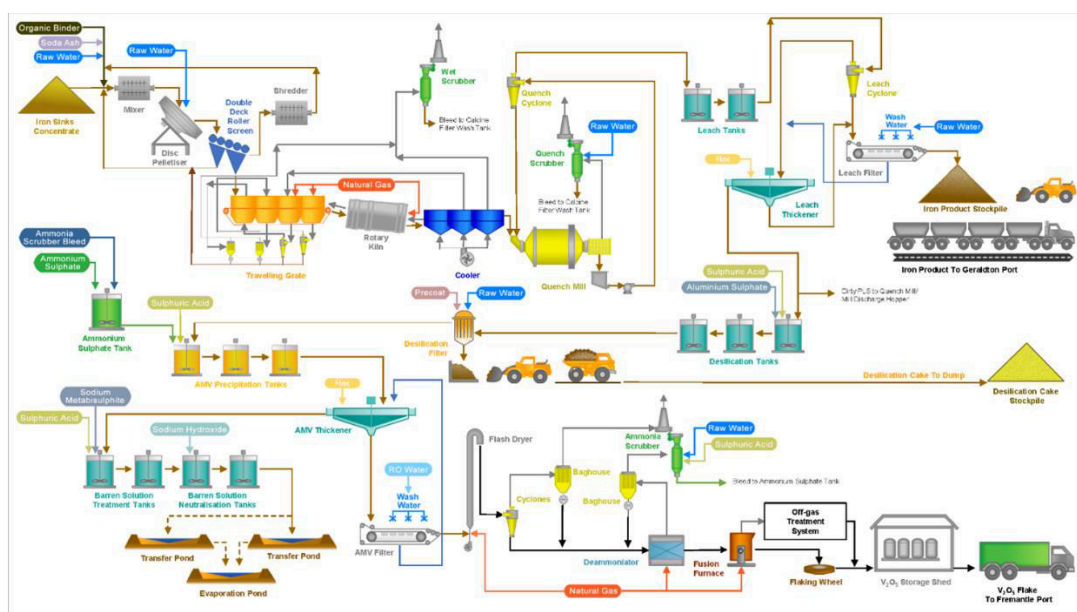 Organic Binder
Soda Ash
Raw Water
Raw Water
Iron Sinks
Concentrate
Mixer
Disc
Pelletiser
Double
Deck
Roller
Screen
Shredder
Wet
Scrubber
Bleed to Calcine
Filter Wash Tank
Natural Gas
Travelling Grate
Rotary
Kiln
Cooler
Quench
Cyclone
Quench
Scrubber
Raw Water
Bleed to Calcine
Filter Wash Tank
Quench Mill
Leach Tanks
Leach
Cyclone
Wash
Water
Raw Water
Leach Filter
Leach
Thickener
Iron Product Stockpile
Iron Product To Geraldton Port
Ammonia
Scrubber Bleed
Ammonium
Sulphate
Sulphuric Acid
Ammonium
Sulphate Tank
AMV Precipitation Tanks
Precoat
Raw Water
Desilication
Filter
Sulphuric Acid
Aluminium Sulphate
Desilication Tanks
Dirty PLS to Quench Mill/
Mill Discharge Hopper
Desilication Cake To Dump
Desilication Cake
Stockpile
Sodium
Metabisulphite
Sulphuric Acid
Sodium Hydroxide
AMV Thickener
Barren Solution
Treatment Tanks
Barren Solution
Neutralisation Tanks
Transfer Pond
Transfer Pond
Evaporation Pond
RO Water
Wash
Water
AMV Filter
Flash Dryer
Cyclones
Baghouse
Baghouse
Ammonia
Scrubber
Raw Water
Sulphuric Acid
Bleed to Ammonium Sulphate Tank
Deammoniator
Natural Gas
Fusion
Furnace
Off-gas
Treatment
System
Flaking Wheel
V₂O₅ Storage Shed
V₂O₅ Flake
To Fremantle Port